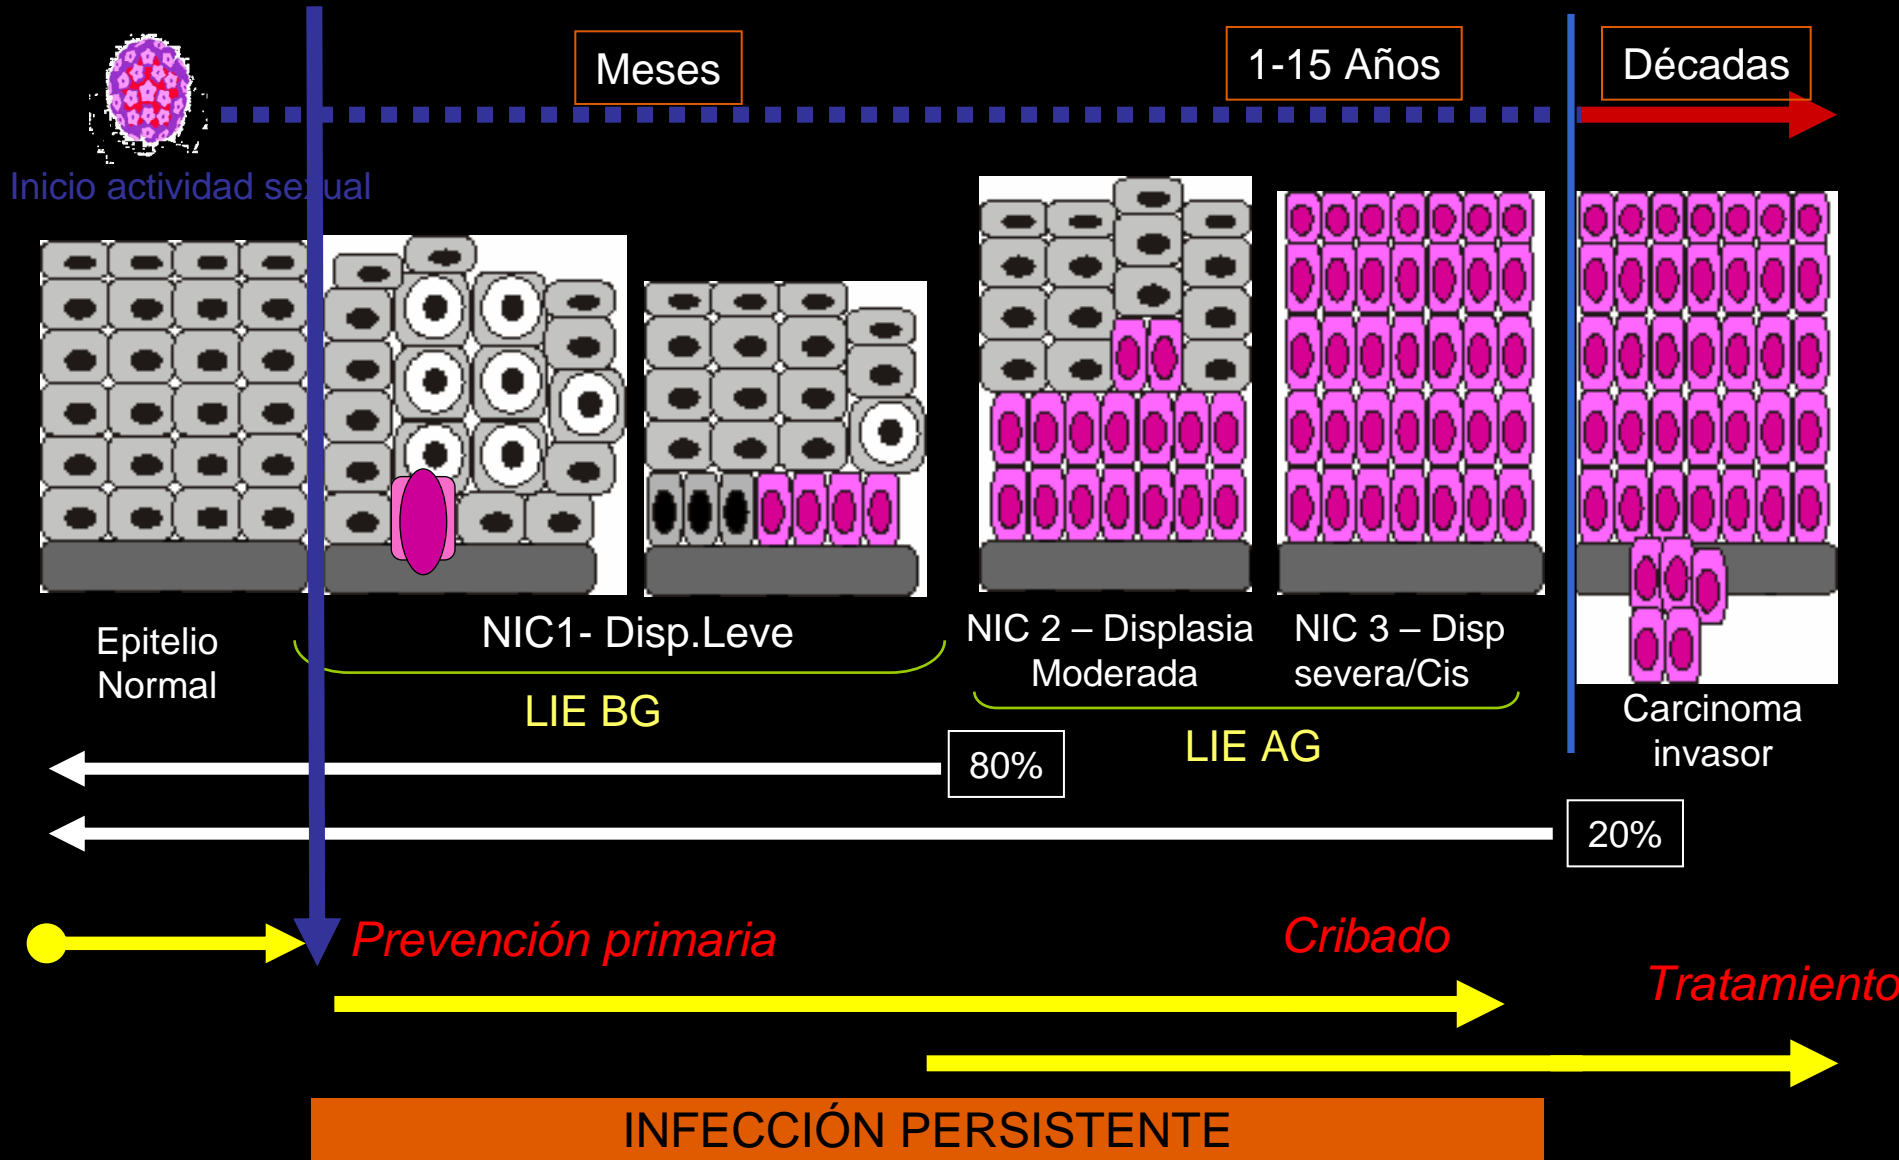 Meses
1-15 Años
Décadas
Inicio actividad sexual
Epitelio
Normal
NIC1- Disp.Leve
LIE BG
NIC 2 – Displasia
Moderada
NIC 3 – Disp
severa/Cis
LIE AG
Carcinoma
invasor
80%
20%
Prevención primaria
Cribado
Tratamiento
INFECCIÓN PERSISTENTE